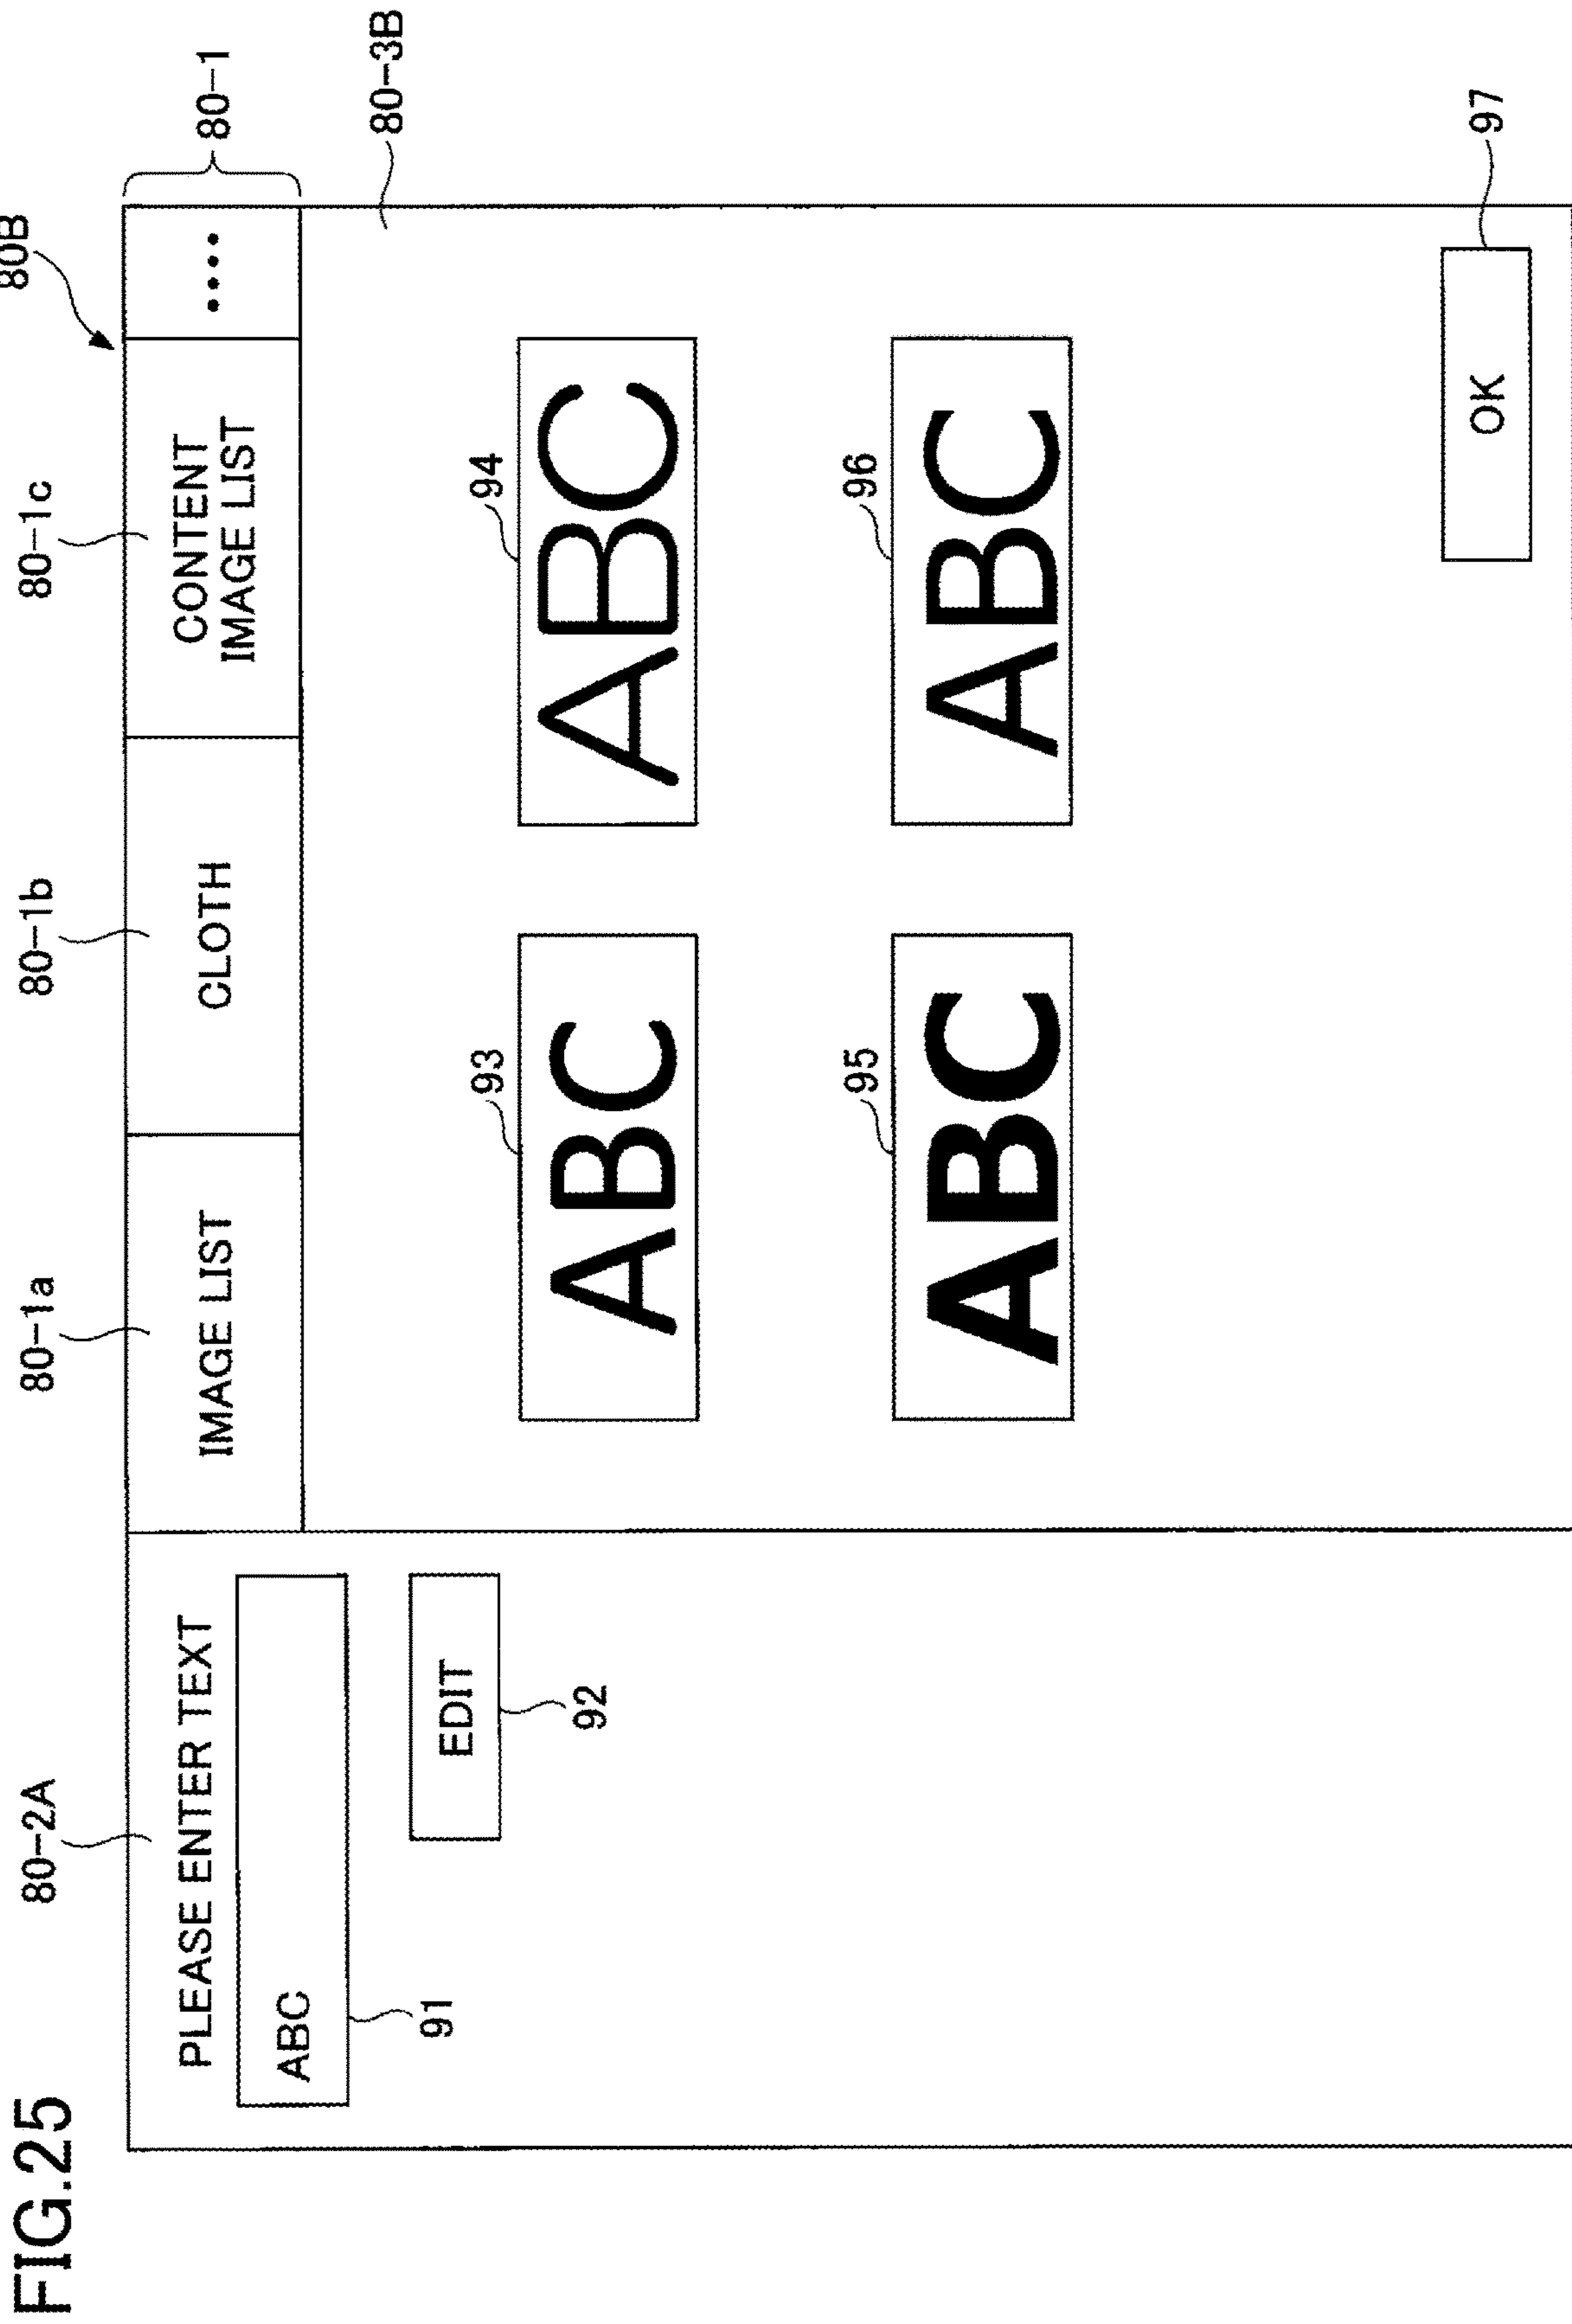 FIG.25
80B
80-2A
80-1a
80-1b
80-1c
80-1
PLEASE ENTER TEXT
ABC
91
EDIT
92
IMAGE LIST
CLOTH
CONTENT
IMAGE LIST
••••
80-3B
93
ABC
94
ABC
95
ABC
96
ABC
OK
97